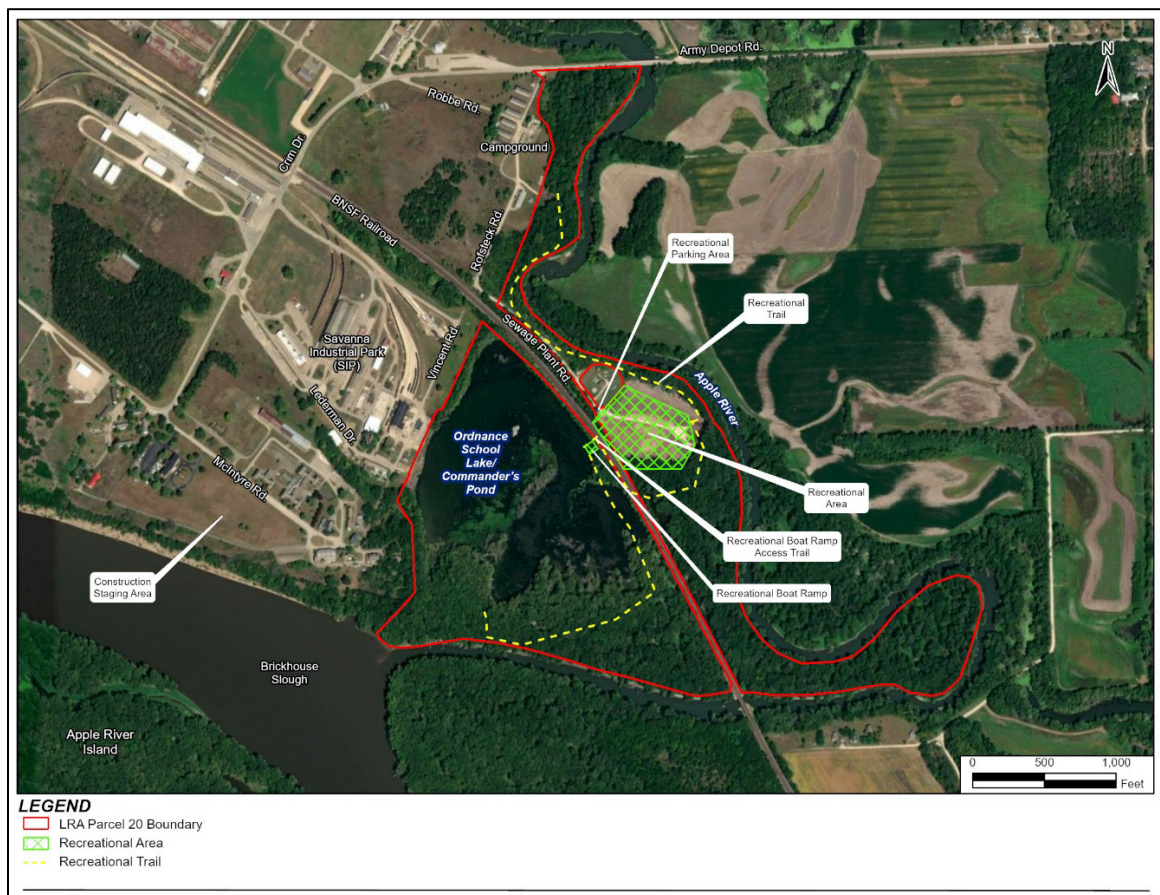 Army Depot Rd.
N
Robbe Rd.
Crim Dr.
Campground
BNSF Railroad
Rofsteck Rd.
Recreational
Parking Area
Recreational
Trail
Sewage Plant Rd.
Savanna
Industrial Park
(SIP)
Vincent Rd.
Apple River
Lederman Dr.
Ordnance
School
Lake/
Commander's
Pond
McIntyre Rd.
Recreational
Area
Recreational Boat Ramp
Access Trail
Construction
Staging Area
Recreational Boat Ramp
Brickhouse
Slough
Apple River
Island
0 500 1,000
Feet
LEGEND
LRA Parcel 20 Boundary
Recreational Area
Recreational Trail